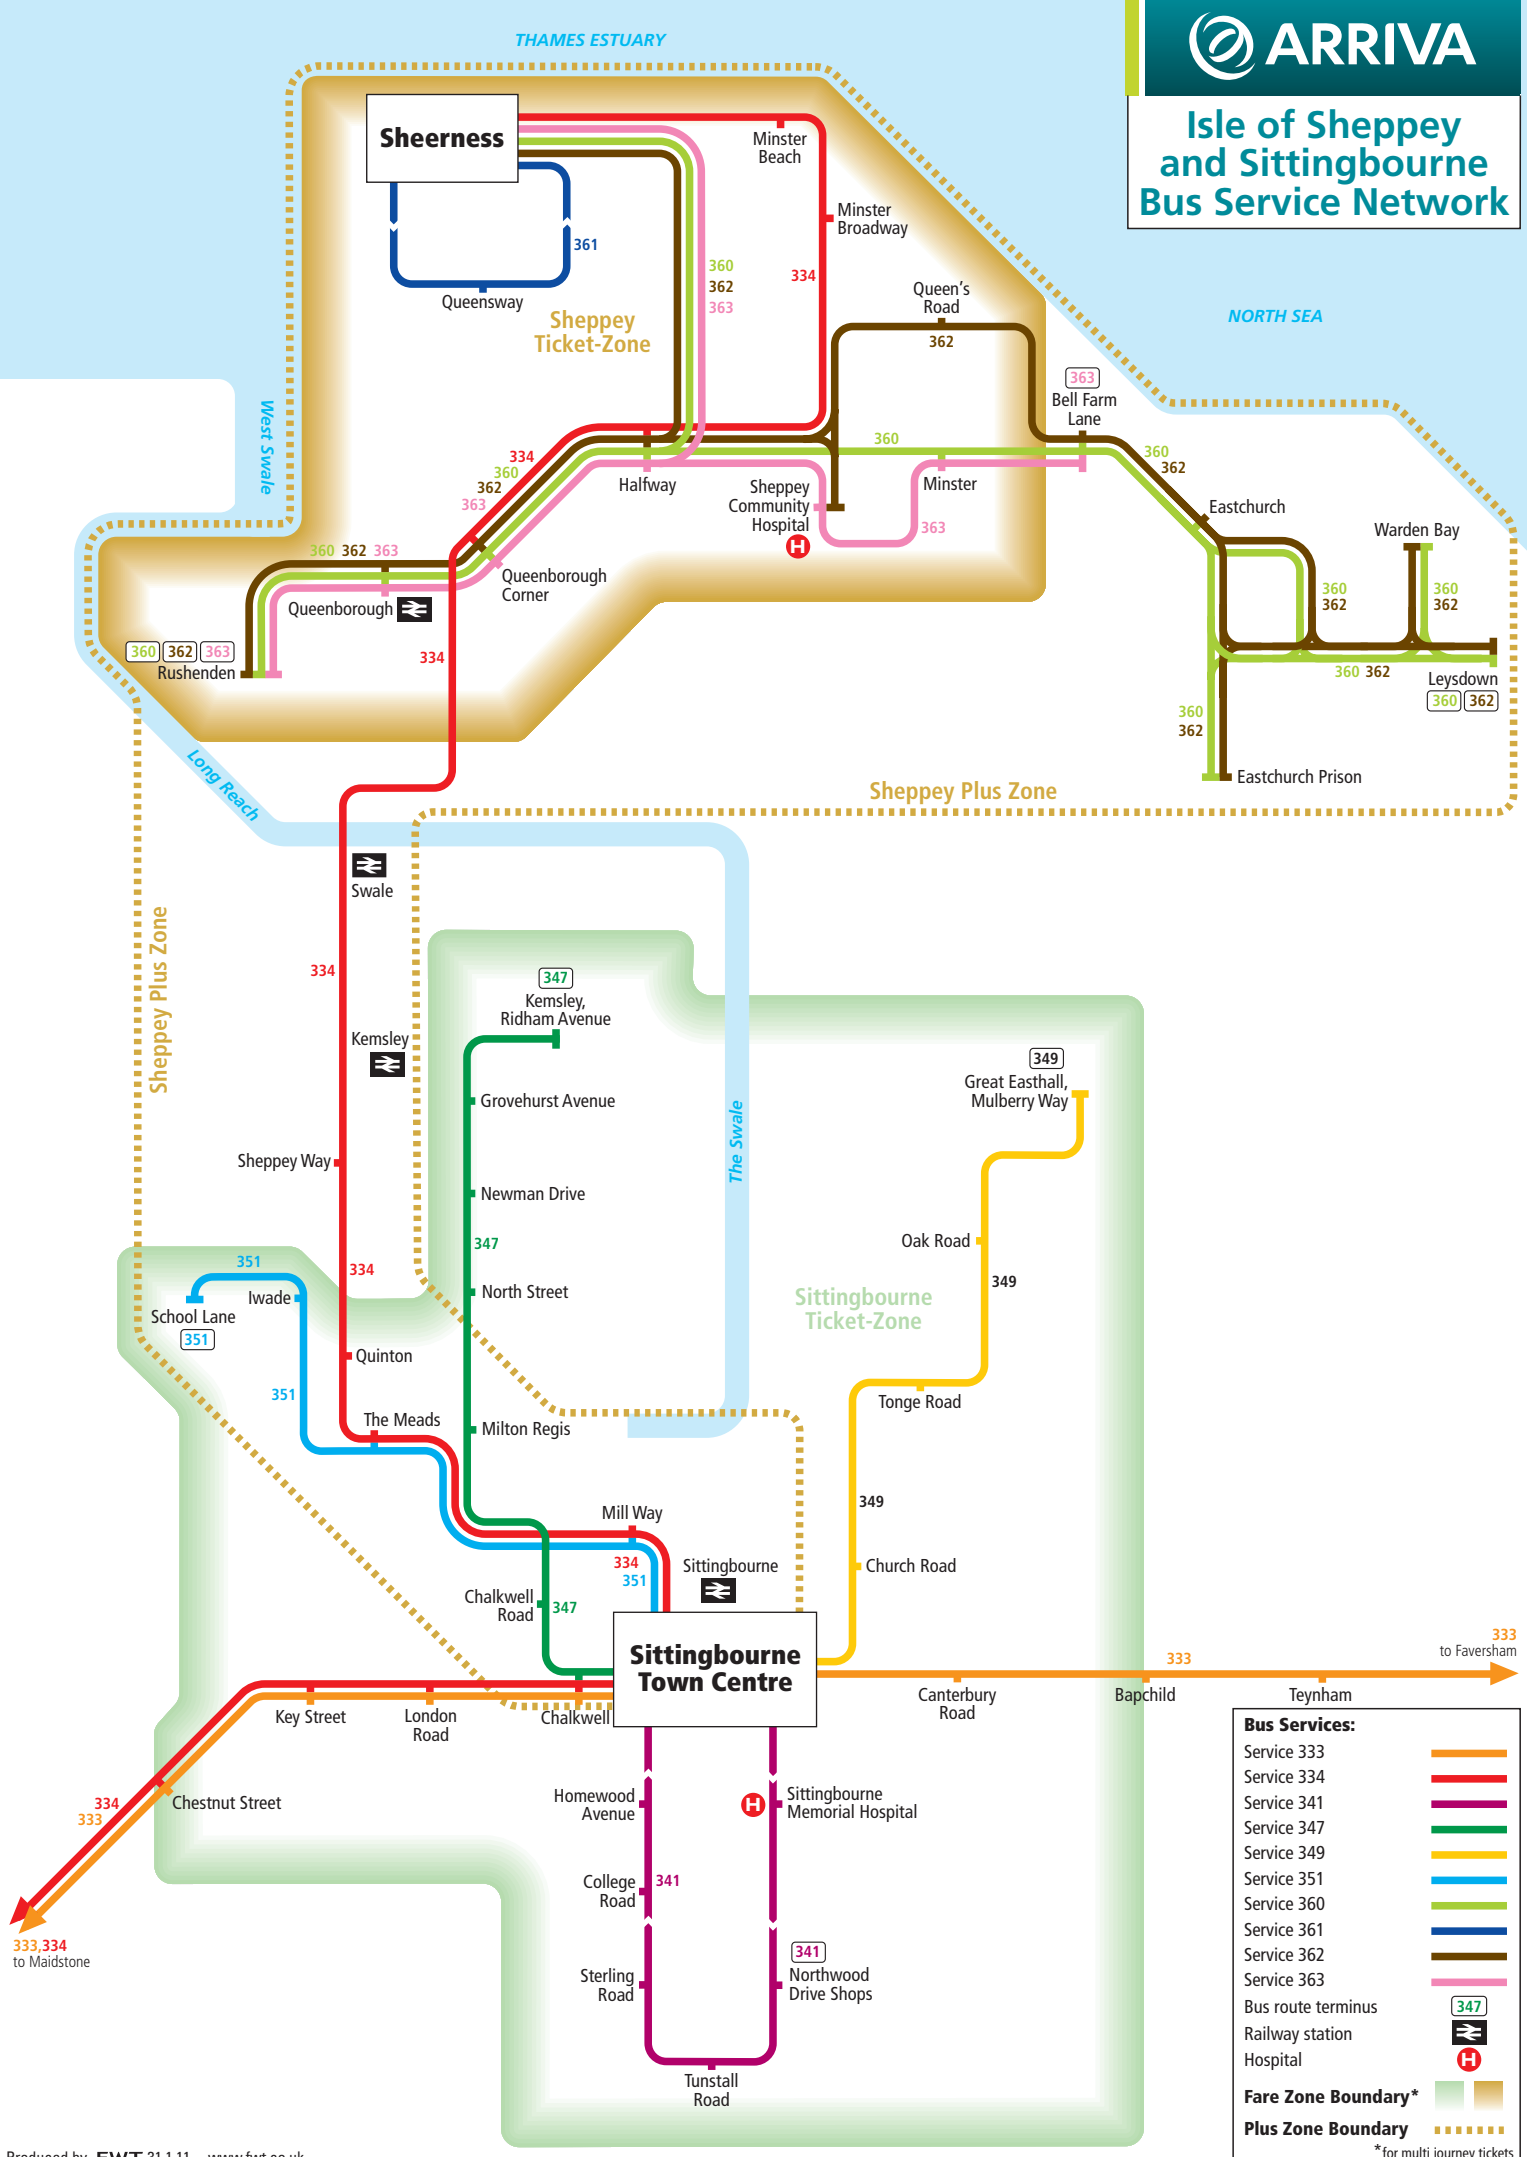 THAMES ESTUARY
ARRIVA
Isle of Sheppey
and Sittingbourne
Bus Service Network
Sheerness
Minster
Beach
Minster
Broadway
361
360
362
363
334
Queensway
Sheppey
Ticket-Zone
Queen's
Road
362
NORTH SEA
West Swale
363
Bell Farm
Lane
334
360
362
363
360
360
362
Halfway
Sheppey
Community
Hospital
H
Minster
363
Eastchurch
Warden Bay
360 362 363
Queenborough
Queenborough
Corner
360
362
360
362
360 362 363
Rushenden
334
360 362
Leysdown
360 362
360
362
Eastchurch Prison
Long Reach
Sheppey Plus Zone
Swale
Sheppey Plus Zone
334
347
Kemsley,
Ridham Avenue
Kemsley
349
Great Easthall,
Mulberry Way
Grovehurst Avenue
The Swale
Sheppey Way
Newman Drive
347
Oak Road
349
351
334
Iwade
School Lane
351
North Street
Sittingbourne
Ticket-Zone
Quinton
351
The Meads
Milton Regis
Tonge Road
349
Mill Way
334
351
Sittingbourne
Church Road
Chalkwell
Road
347
Sittingbourne
Town Centre
333
333
to Faversham
Key Street
London
Road
Chalkwell
Canterbury
Road
Bapchild
Teynham
Chestnut Street
334
333
333,334
to Maidstone
Homewood
Avenue
H
Sittingbourne
Memorial Hospital
College
Road
341
Sterling
Road
341
Northwood
Drive Shops
Tunstall
Road
Bus Services:
Service 333
Service 334
Service 341
Service 347
Service 349
Service 351
Service 360
Service 361
Service 362
Service 363
Bus route terminus 347
Railway station
Hospital H
Fare Zone Boundary*
Plus Zone Boundary
*for multi journey tickets
Produced by FWT 31.1.11 www.fwt.co.uk